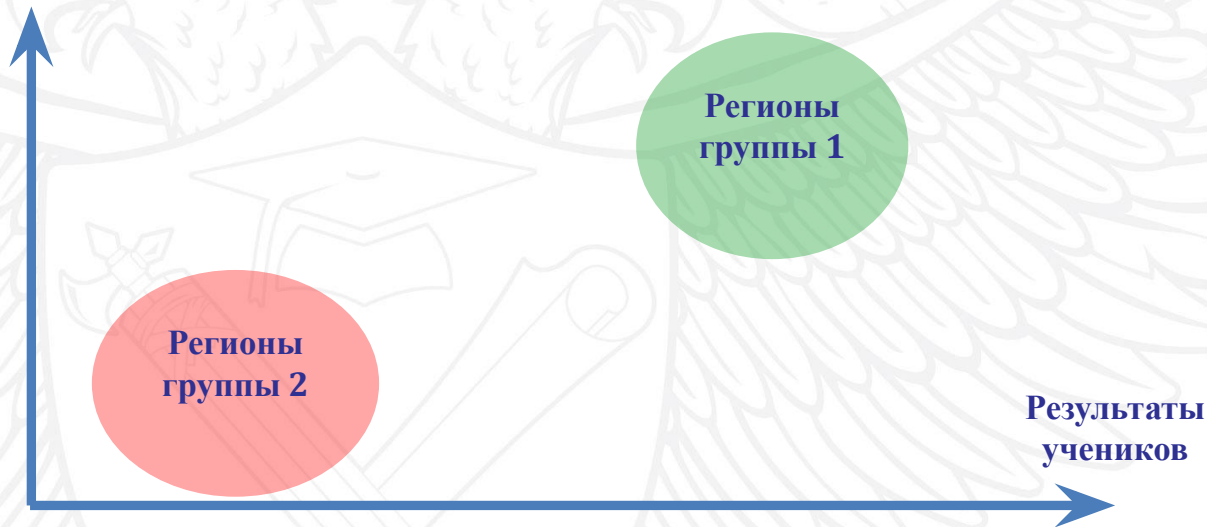 Регионы
группы 1
Регионы
группы 2
Результаты
учеников